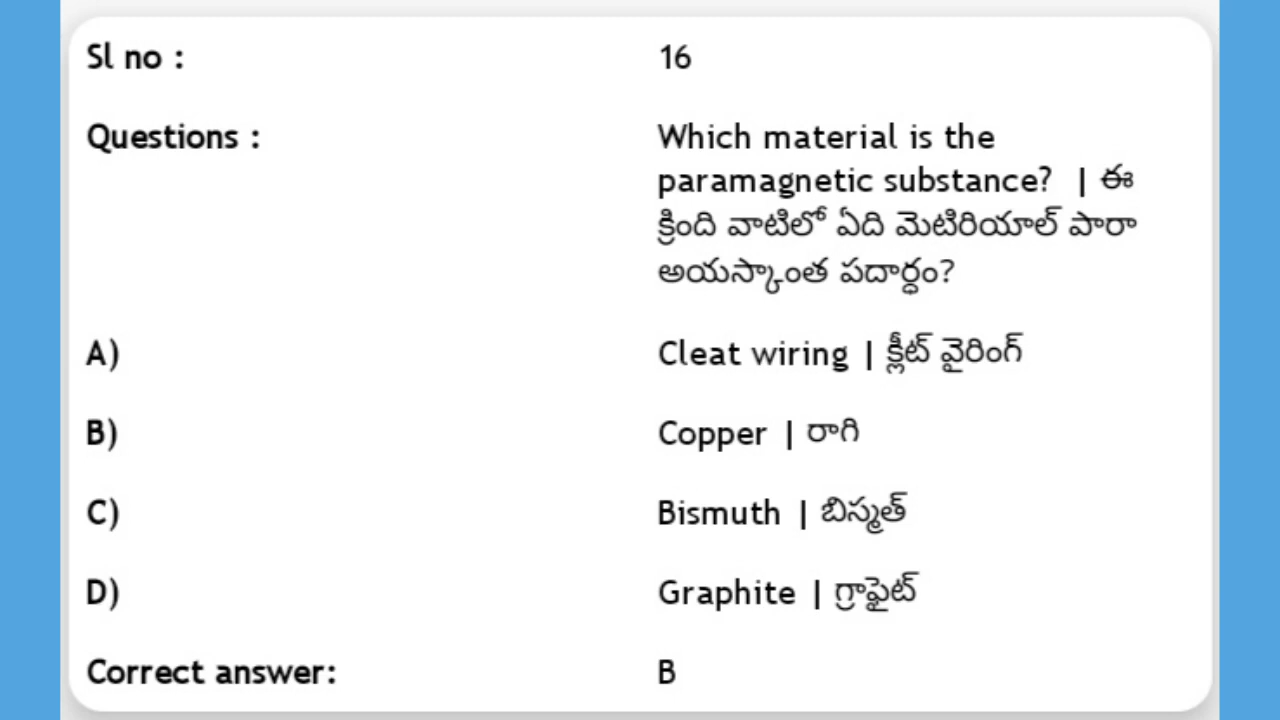 Sl no : 16
Questions : Which material is the
paramagnetic substance? | ఈ
క్రింది వాటిలో ఏది మెటిరియాల్ పారా
అయస్కాంత పదార్ధం?
A) Cleat wiring | క్లీట్ వైరింగ్
B) Copper | రాగి
C) Bismuth | బిస్మత్
D) Graphite | గ్రాఫైట్
Correct answer: B